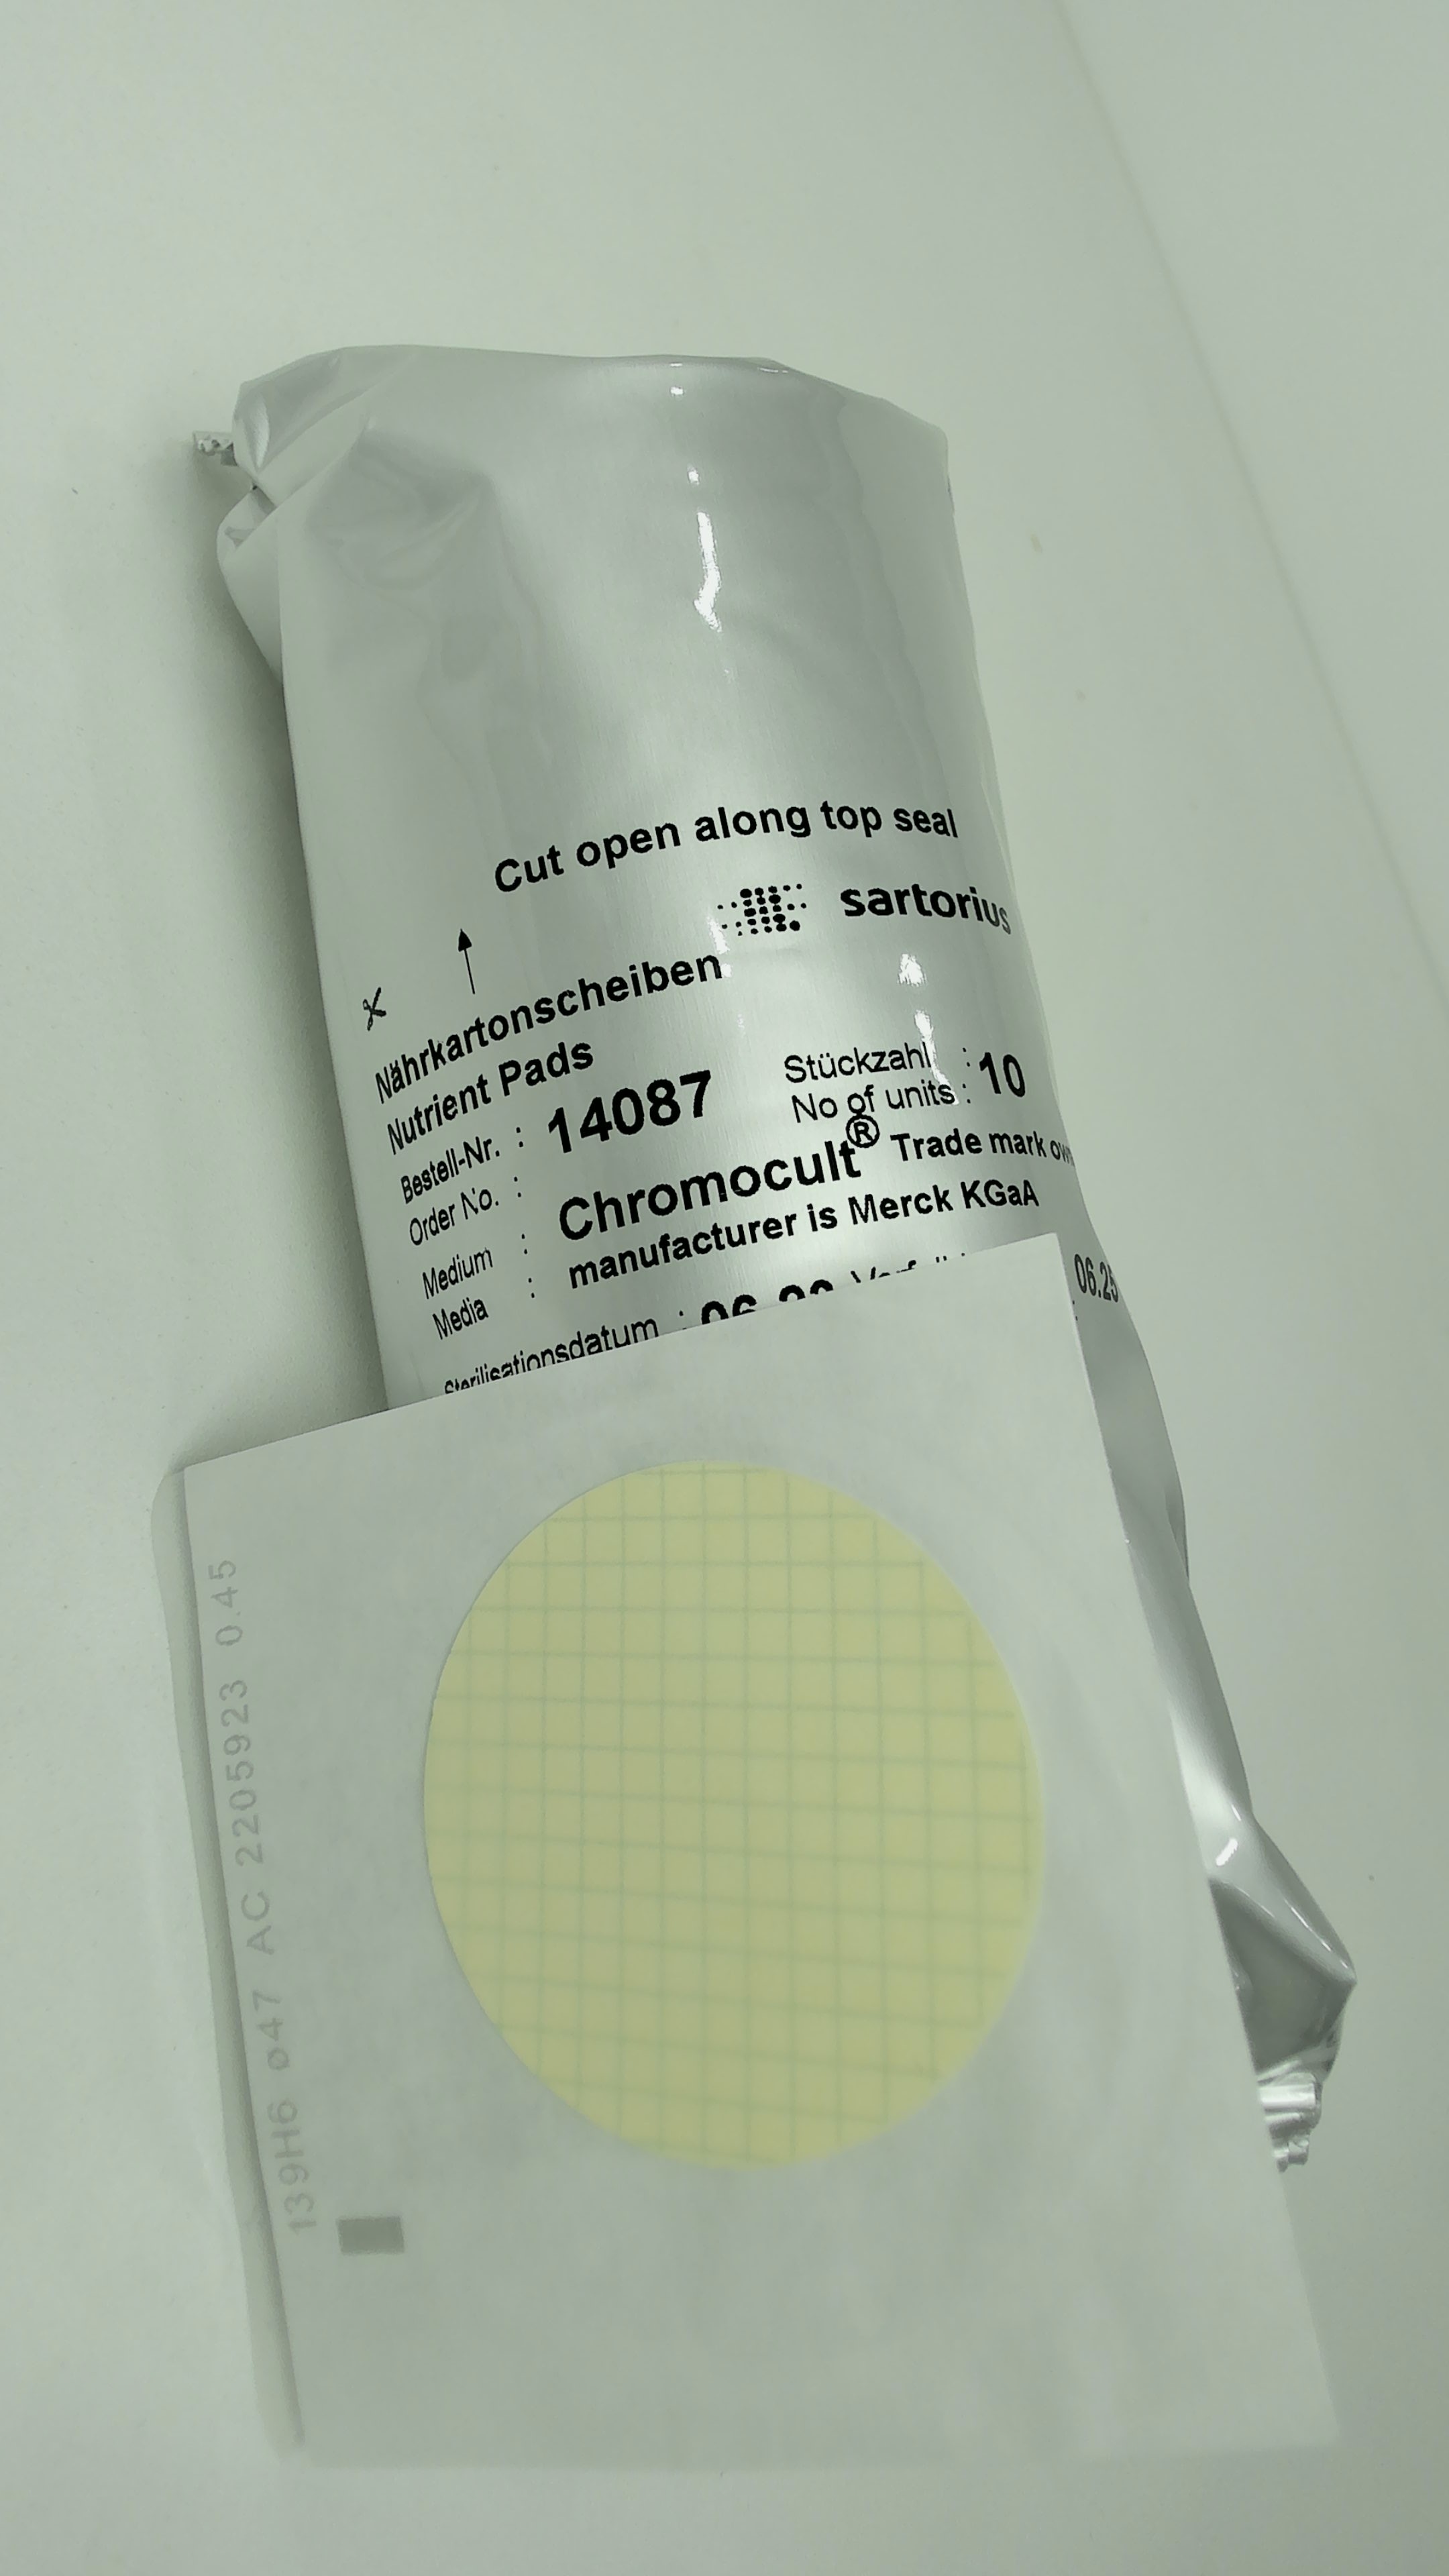 Cut open along top seal
sartorius
Nährkartonscheiben
Nutrient Pads
Bestell-Nr. :
Order No. :
14087
Stückzahl :
No of units :
10
Medium :
Media :
Chromocult® Trade mark
manufacturer is Merck KGaA
Sterilisationsdatum :
06.25
139H6 ø47 AC 2205923 0.45